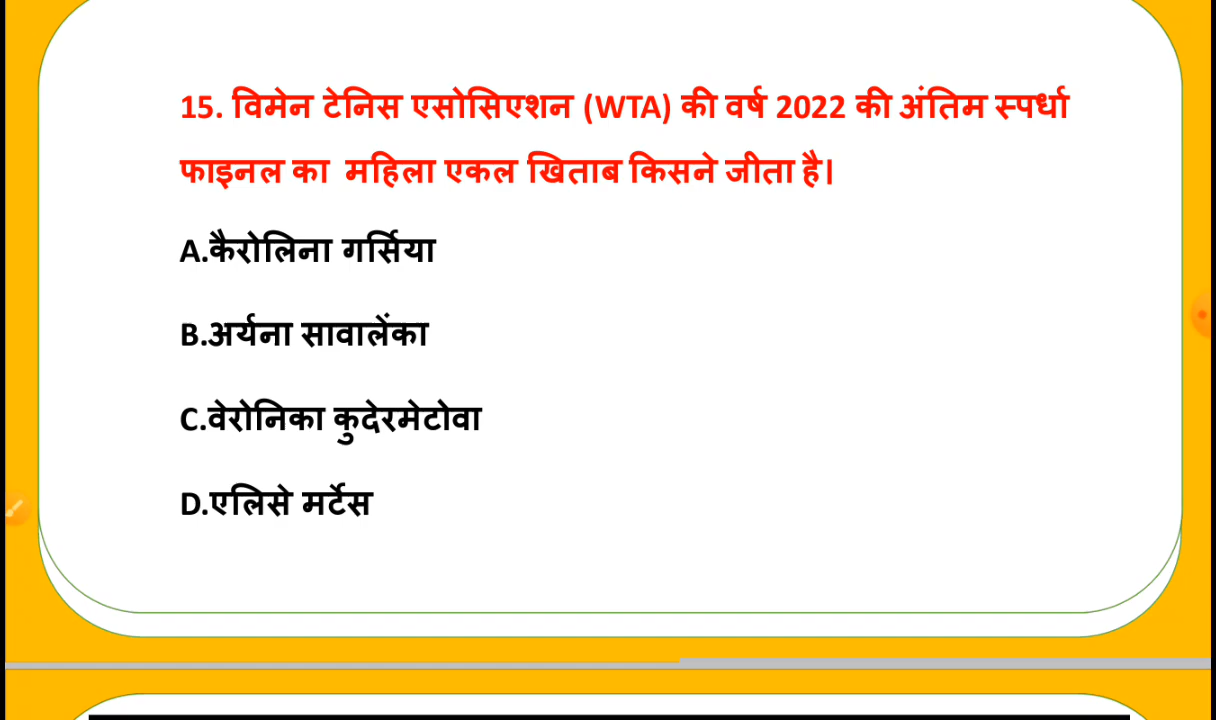 15. विमेन टेनिस एसोसिएशन (WTA) की वर्ष 2022 की अंतिम स्पर्धा
फाइनल का महिला एकल खिताब किसने जीता है।
A.कैरोलिना गर्सिया
B.अर्यना सावालेंका
C.वेरोनिका कुदेरमेटोवा
D.एलिसे मर्टेस